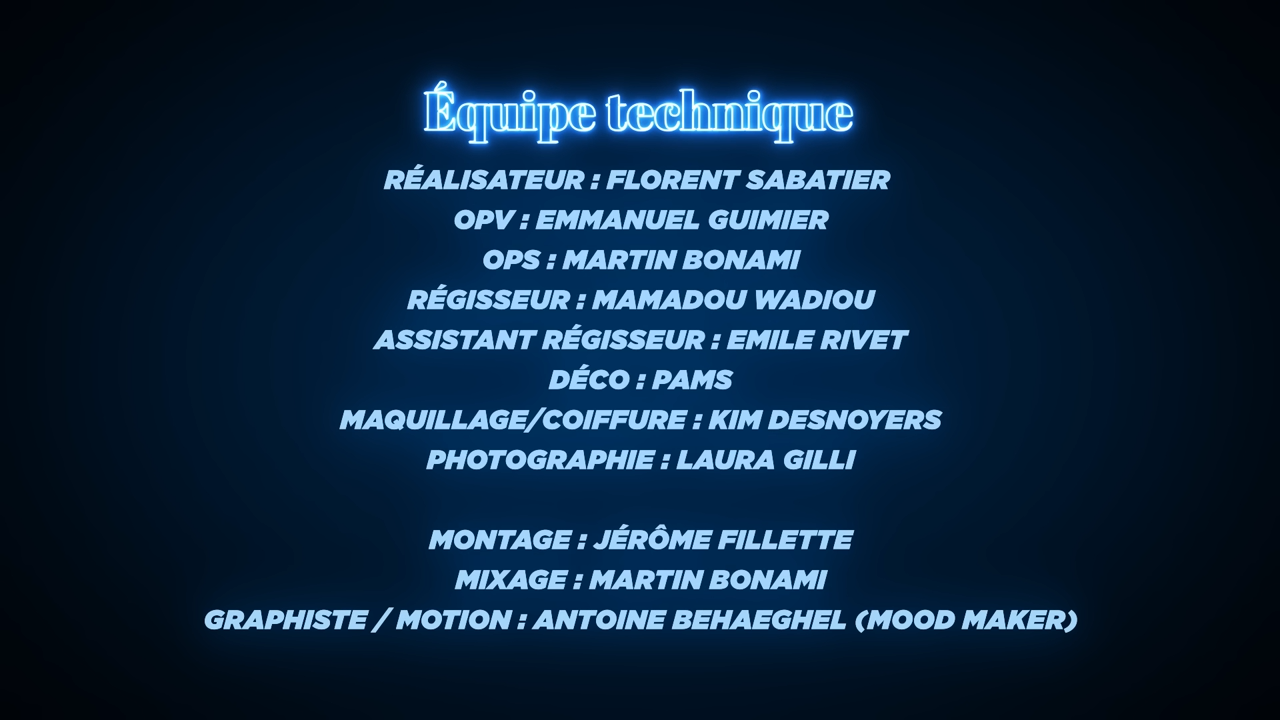 Équipe technique
RÉALISATEUR : FLORENT SABATIER
OPV : EMMANUEL GUIMIER
OPS : MARTIN BONAMI
RÉGISSEUR : MAMADOU WADIOU
ASSISTANT RÉGISSEUR : EMILE RIVET
DÉCO : PAMS
MAQUILLAGE/COIFFURE : KIM DESNOYERS
PHOTOGRAPHIE : LAURA GILLI
MONTAGE : JÉRÔME FILLETTE
MIXAGE : MARTIN BONAMI
GRAPHISTE / MOTION : ANTOINE BEHAEGHEL (MOOD MAKER)